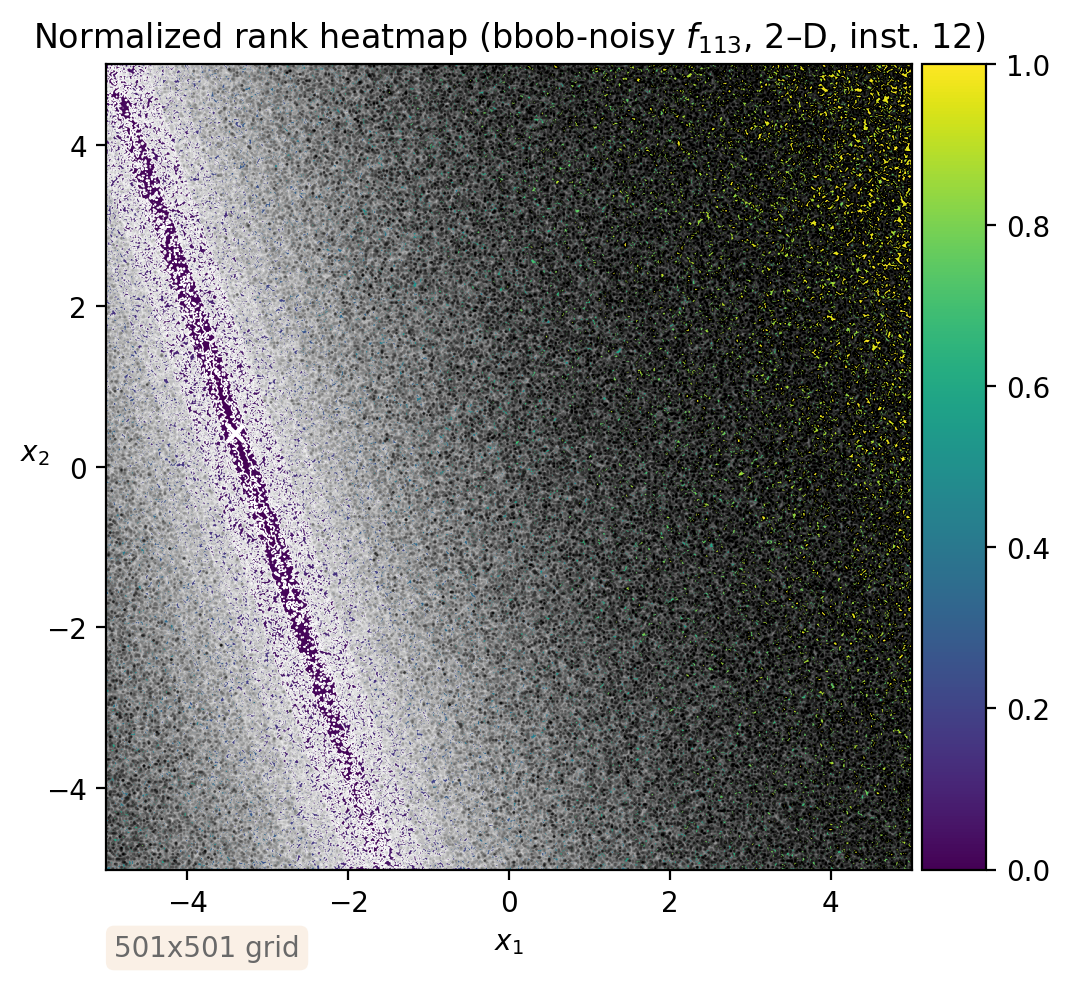 Normalized rank heatmap (bbob-noisy f₁₁₃, 2–D, inst. 12)
1.0
0.8
0.6
0.4
0.2
0.0
4
2
0
−2
−4
x₂
−4 −2 0 2 4
x₁
501x501 grid